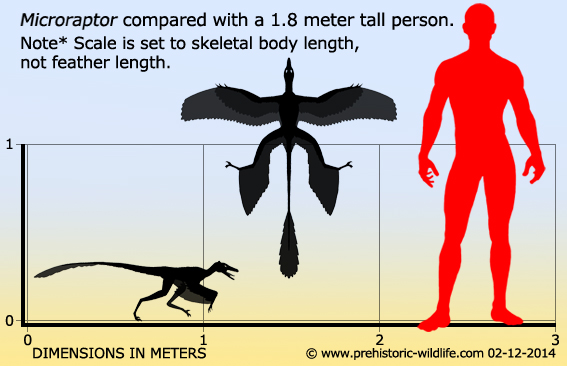 Microraptor compared with a 1.8 meter tall person.
Note* Scale is set to skeletal body length,
not feather length.
1
0
0 1 2 3
DIMENSIONS IN METERS © www.prehistoric-wildlife.com 02-12-2014